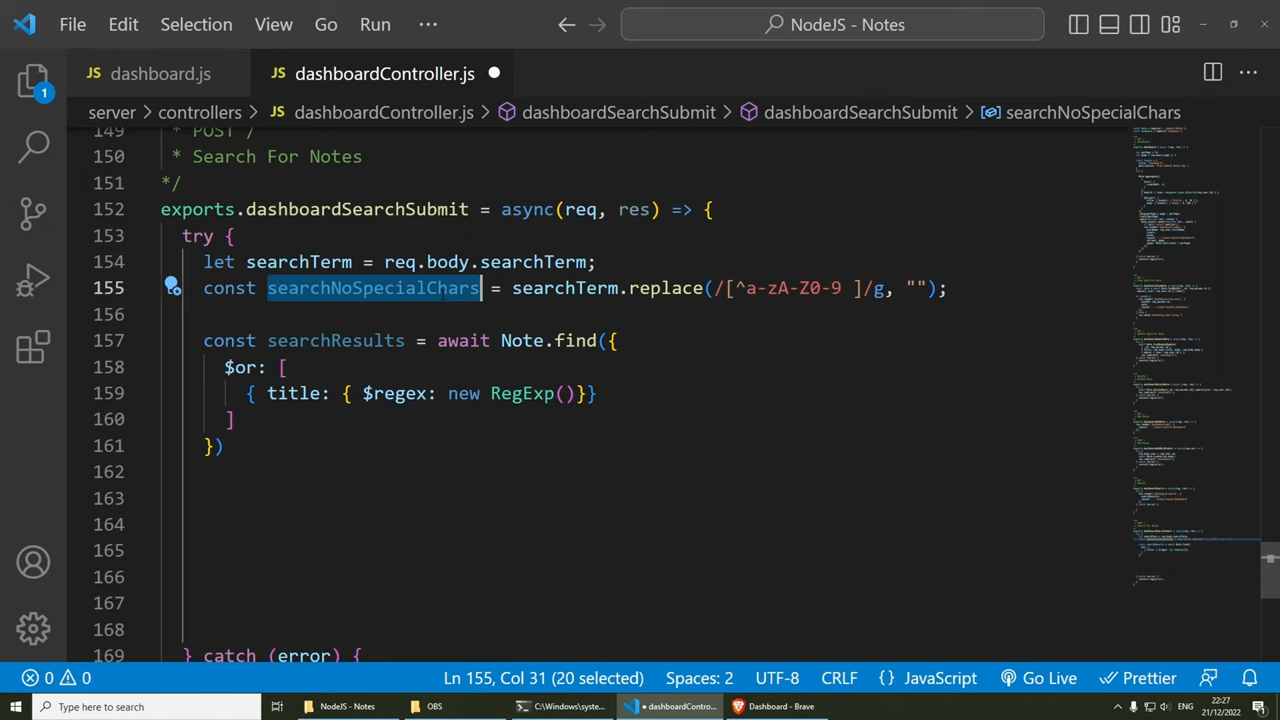 File Edit Selection View Go Run ··· NodeJS - Notes
JS dashboard.js JS dashboardController.js
server > controllers > JS dashboardController.js > dashboardSearchSubmit > dashboardSearchSubmit > searchNoSpecialChars
1
149 * POST /
150 * Search For Notes
151 */
152 exports.dashboardSearchSubmit = async(req, res) => {
153 try {
154 let searchTerm = req.body.searchTerm;
155 const searchNoSpecialChars = searchTerm.replace(/[^a-zA-Z0-9 ]/g, "");
156
157 const searchResults = await Note.find({
158 $or: [
159 { title: { $regex: new RegExp()}}
160 ]
161 })
162
163
164
165
166
167
168
169 } catch (error) {
0 0 Ln 155, Col 31 (20 selected) Spaces: 2 UTF-8 CRLF {} JavaScript Go Live Prettier
Type here to search NodeJS - Notes OBS C:\Windows\syste... dashboardContro... Dashboard - Brave ENG 22:27
21/12/2022 1